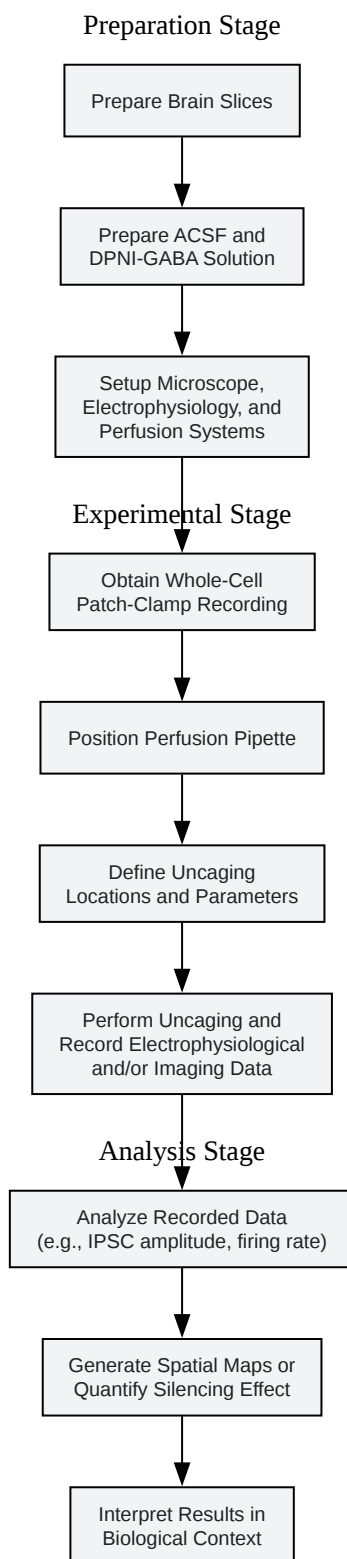 Preparation Stage
Prepare Brain Slices
Prepare ACSF and
DPNI-GABA Solution
Setup Microscope,
Electrophysiology, and
Perfusion Systems
Experimental Stage
Obtain Whole-Cell
Patch-Clamp Recording
Position Perfusion Pipette
Define Uncaging
Locations and Parameters
Perform Uncaging and
Record Electrophysiological
and/or Imaging Data
Analysis Stage
Analyze Recorded Data
(e.g., IPSC amplitude, firing rate)
Generate Spatial Maps or
Quantify Silencing Effect
Interpret Results in
Biological Context